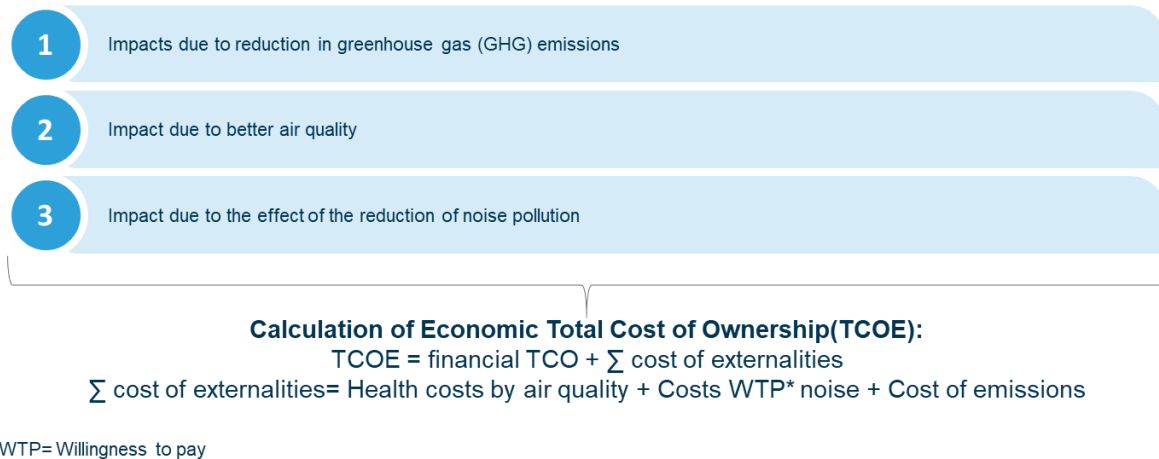 1
Impacts due to reduction in greenhouse gas (GHG) emissions
2
Impact due to better air quality
3
Impact due to the effect of the reduction of noise pollution
Calculation of Economic Total Cost of Ownership(TCOE):
TCOE = financial TCO + ∑ cost of externalities
∑ cost of externalities= Health costs by air quality + Costs WTP* noise + Cost of emissions
WTP= Willingness to pay